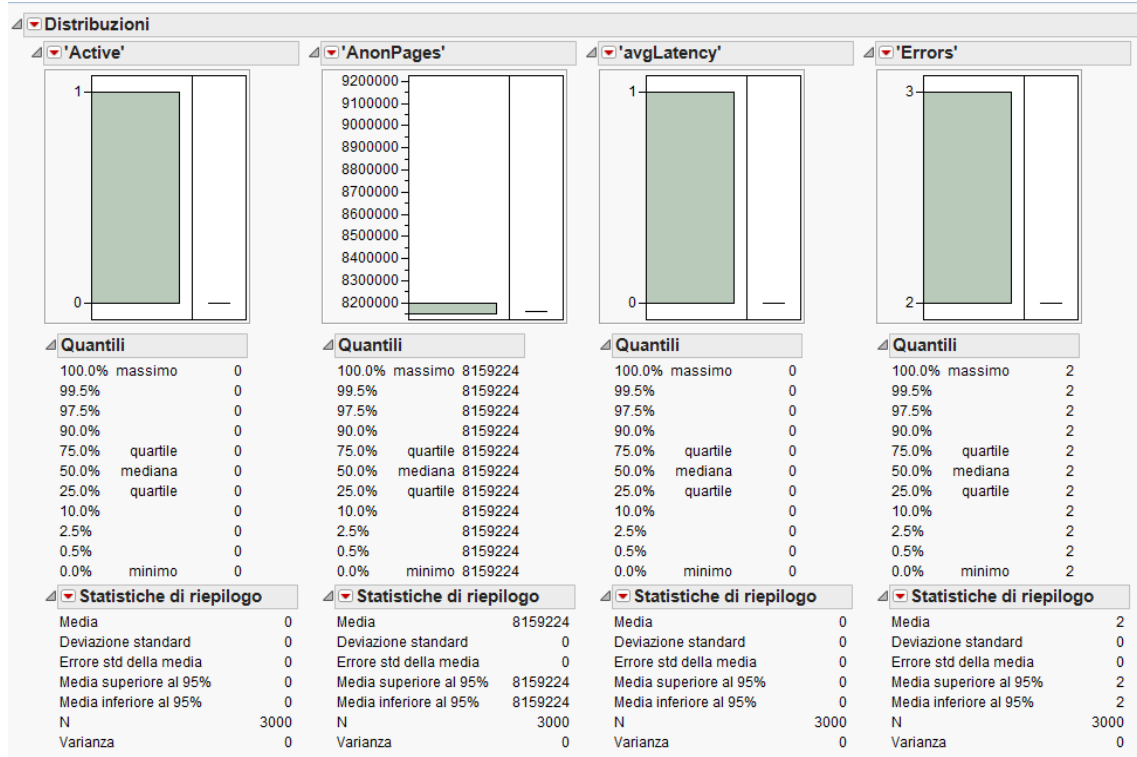 Distribuzioni
'Active'
1
0
Quantili
100.0% massimo 0
99.5% 0
97.5% 0
90.0% 0
75.0% quartile 0
50.0% mediana 0
25.0% quartile 0
10.0% 0
2.5% 0
0.5% 0
0.0% minimo 0
Statistiche di riepilogo
Media 0
Deviazione standard 0
Errore std della media 0
Media superiore al 95% 0
Media inferiore al 95% 0
N 3000
Varianza 0
'AnonPages'
9200000
9100000
9000000
8900000
8800000
8700000
8600000
8500000
8400000
8300000
8200000
Quantili
100.0% massimo 8159224
99.5% 8159224
97.5% 8159224
90.0% 8159224
75.0% quartile 8159224
50.0% mediana 8159224
25.0% quartile 8159224
10.0% 8159224
2.5% 8159224
0.5% 8159224
0.0% minimo 8159224
Statistiche di riepilogo
Media 8159224
Deviazione standard 0
Errore std della media 0
Media superiore al 95% 8159224
Media inferiore al 95% 8159224
N 3000
Varianza 0
'avgLatency'
1
0
Quantili
100.0% massimo 0
99.5% 0
97.5% 0
90.0% 0
75.0% quartile 0
50.0% mediana 0
25.0% quartile 0
10.0% 0
2.5% 0
0.5% 0
0.0% minimo 0
Statistiche di riepilogo
Media 0
Deviazione standard 0
Errore std della media 0
Media superiore al 95% 0
Media inferiore al 95% 0
N 3000
Varianza 0
'Errors'
3
2
Quantili
100.0% massimo 2
99.5% 2
97.5% 2
90.0% 2
75.0% quartile 2
50.0% mediana 2
25.0% quartile 2
10.0% 2
2.5% 2
0.5% 2
0.0% minimo 2
Statistiche di riepilogo
Media 2
Deviazione standard 0
Errore std della media 0
Media superiore al 95% 2
Media inferiore al 95% 2
N 3000
Varianza 0